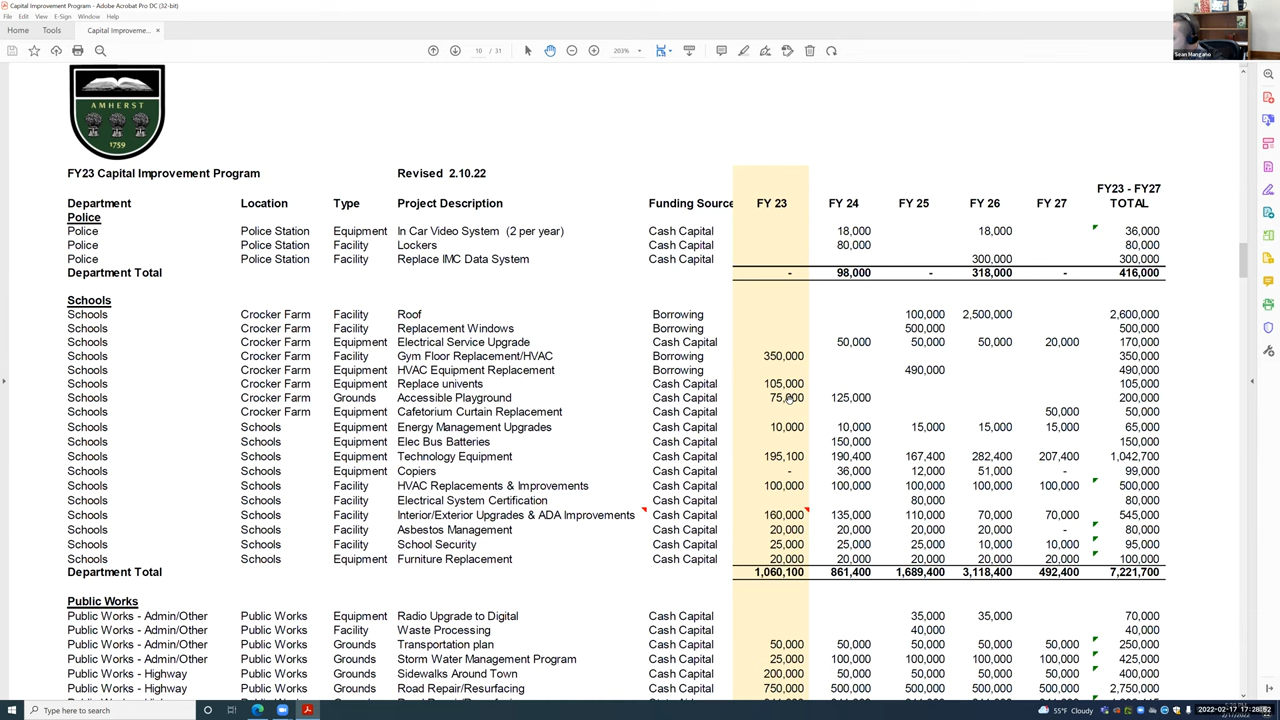 Capital Improvement Program - Adobe Acrobat Pro DC (32-bit)
File Edit View E-Sign Window Help
Home Tools Capital Improveme... ×
10 / 31 203%
Sean Mangano
AMHERST
1759
FY23 Capital Improvement Program Revised 2.10.22
FY23 - FY27
Department Location Type Project Description Funding Source FY 23 FY 24 FY 25 FY 26 FY 27 TOTAL
Police
Police Police Station Equipment In Car Video System (2 per year) Cash Capital 18,000 18,000 36,000
Police Police Station Facility Lockers Cash Capital 80,000 80,000
Police Police Station Facility Replace IMC Data System Cash Capital 300,000 300,000
Department Total - 98,000 - 318,000 - 416,000
Schools
Schools Crocker Farm Facility Roof Borrowing 100,000 2,500,000 2,600,000
Schools Crocker Farm Facility Replacement Windows Borrowing 500,000 500,000
Schools Crocker Farm Equipment Electrical Service Upgrade Cash Capital 50,000 50,000 50,000 20,000 170,000
Schools Crocker Farm Facility Gym Floor Replacement/HVAC Borrowing 350,000 350,000
Schools Crocker Farm Equipment HVAC Equipment Replacement Borrowing 490,000 490,000
Schools Crocker Farm Equipment Replace univents Cash Capital 105,000 105,000
Schools Crocker Farm Grounds Accessible Playground Cash Capital 75,000 125,000 200,000
Schools Crocker Farm Equipment Cafetorium Curtain Replacement Cash Capital 50,000 50,000
Schools Schools Equipment Energy Management Upgrades Cash Capital 10,000 10,000 15,000 15,000 15,000 65,000
Schools Schools Equipment Elec Bus Batteries Cash Capital 150,000 150,000
Schools Schools Equipment Technology Equipment Cash Capital 195,100 190,400 167,400 282,400 207,400 1,042,700
Schools Schools Equipment Copiers Cash Capital - 36,000 12,000 51,000 - 99,000
Schools Schools Facility HVAC Replacements & Improvements Cash Capital 100,000 100,000 100,000 100,000 100,000 500,000
Schools Schools Facility Electrical System Certification Cash Capital 80,000 80,000
Schools Schools Facility Interior/Exterior Upgrades & ADA Improvements Cash Capital 160,000 135,000 110,000 70,000 70,000 545,000
Schools Schools Facility Asbestos Management Cash Capital 20,000 20,000 20,000 20,000 - 80,000
Schools Schools Facility School Security Cash Capital 25,000 25,000 25,000 10,000 10,000 95,000
Schools Schools Equipment Furniture Replacement Cash Capital 20,000 20,000 20,000 20,000 20,000 100,000
Department Total 1,060,100 861,400 1,689,400 3,118,400 492,400 7,221,700
Public Works
Public Works - Admin/Other Public Works Equipment Radio Upgrade to Digital Cash Capital 35,000 35,000 70,000
Public Works - Admin/Other Public Works Facility Waste Processing Cash Capital 40,000 40,000
Public Works - Admin/Other Public Works Grounds Transportation plan Cash Capital 50,000 50,000 50,000 50,000 50,000 250,000
Public Works - Admin/Other Public Works Grounds Storm Water Management Program Cash Capital 25,000 100,000 100,000 100,000 100,000 425,000
Public Works - Highway Public Works Grounds Sidewalks Around Town Cash Capital 200,000 50,000 50,000 50,000 50,000 400,000
Public Works - Highway Public Works Grounds Road Repair/Resurfacing Cash Capital 750,000 500,000 500,000 500,000 500,000 2,750,000
Type here to search
55°F Cloudy
2022-02-17 17:28:52